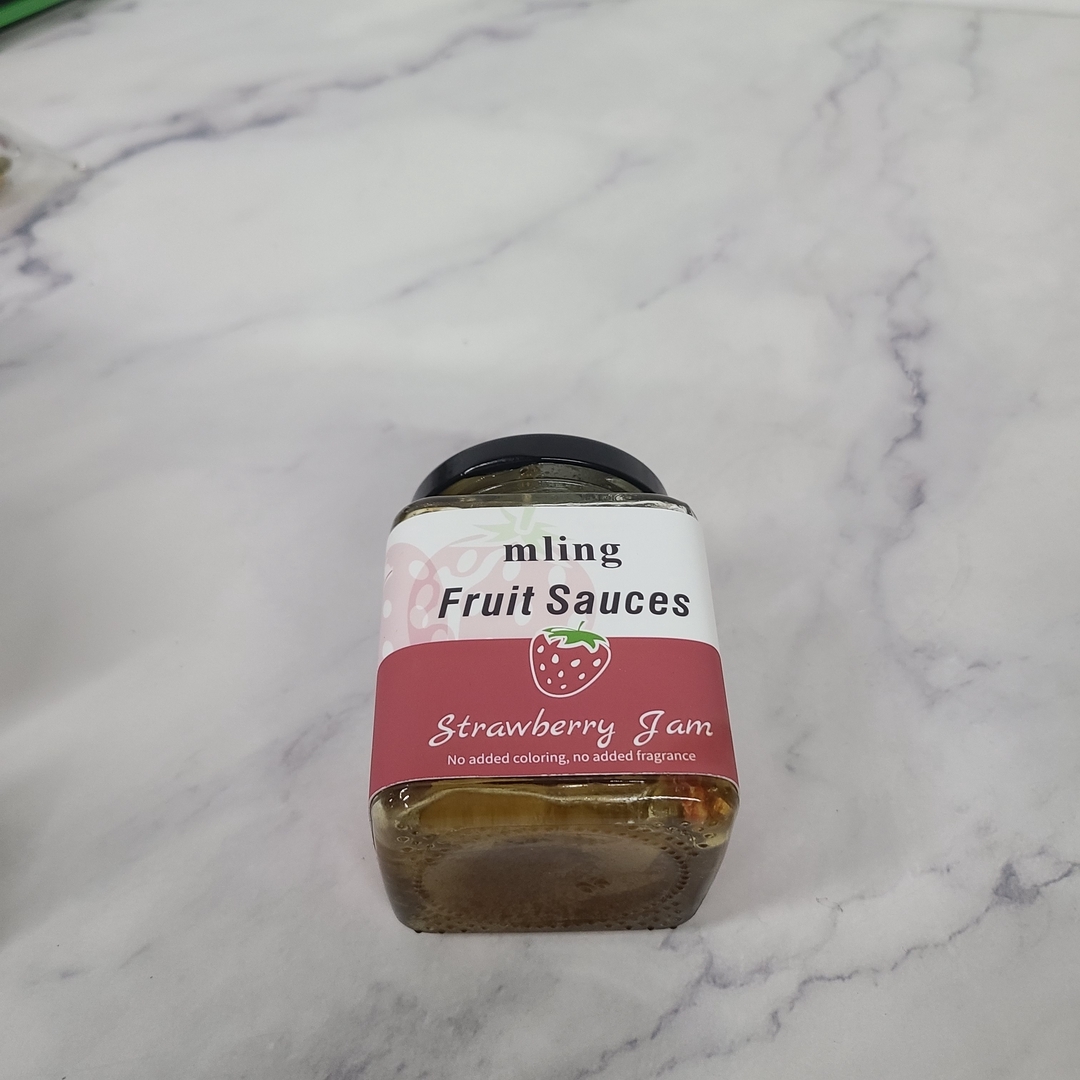 mling
Fruit Sauces
Strawberry Jam
No added coloring, no added fragrance